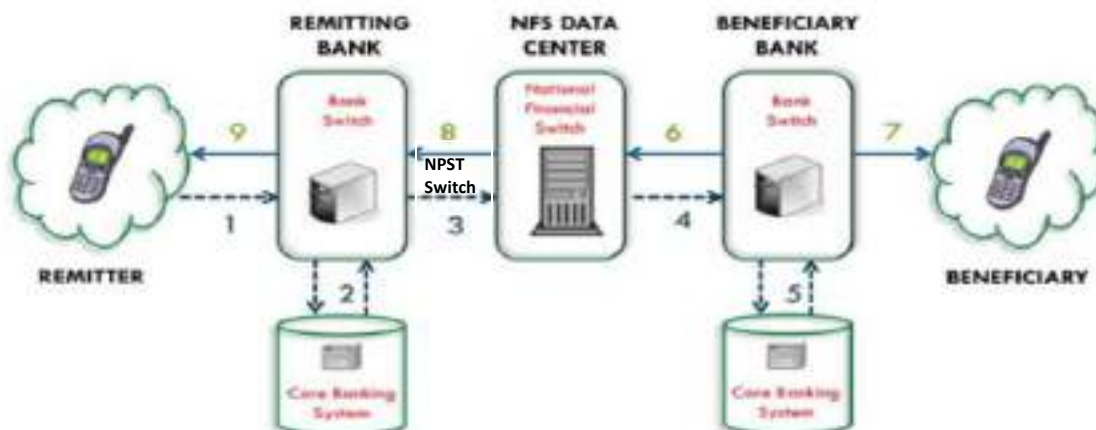 REMITTING
BANK
NFS DATA
CENTER
BENEFICIARY
BANK
Bank
Switch
National
Financial
Switch
Bank
Switch
9
8
6
7
NPST
Switch
1
3
4
REMITTER
BENEFICIARY
2
5
Core Banking
System
Core Banking
System